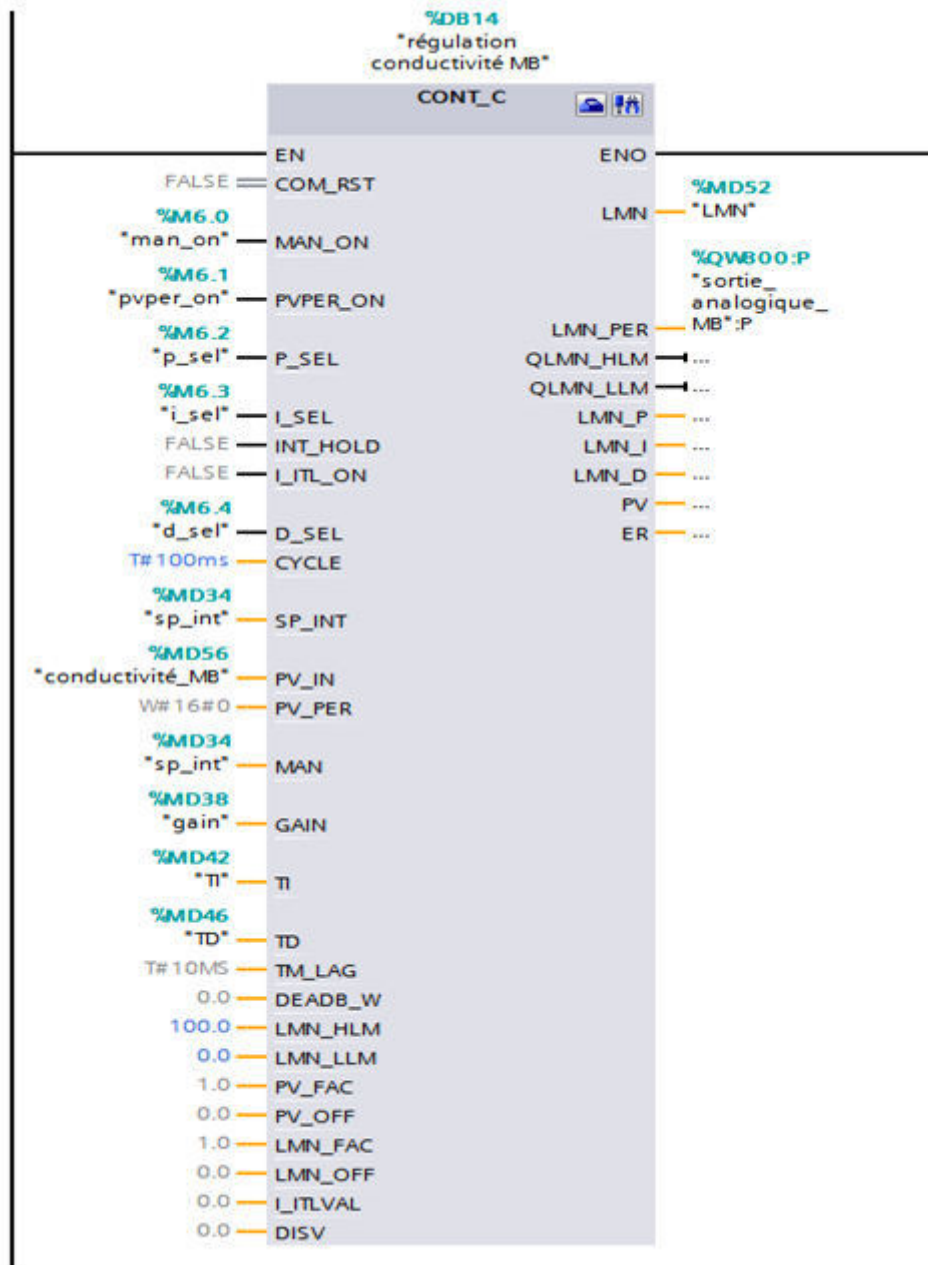 %DB14
"régulation
conductivité MB"
CONT_C
EN ENO
FALSE COM_RST
%MD52
LMN "LMN"
%M6.0
"man_on" MAN_ON
%QW800:P
"sortie_
analogique_
MB":P
LMN_PER
%M6.1
"pvper_on" PVPER_ON
%M6.2
"p_sel" P_SEL
QLMN_HLM ...
QLMN_LLM ...
%M6.3
"i_sel" I_SEL
LMN_P ...
FALSE INT_HOLD
LMN_I ...
FALSE I_ITL_ON
LMN_D ...
PV ...
%M6.4
"d_sel" D_SEL
ER ...
T#100ms CYCLE
%MD34
"sp_int" SP_INT
%MD56
"conductivité_MB" PV_IN
W#16#0 PV_PER
%MD34
"sp_int" MAN
%MD38
"gain" GAIN
%MD42
"TI" TI
%MD46
"TD" TD
T#10MS TM_LAG
0.0 DEADB_W
100.0 LMN_HLM
0.0 LMN_LLM
1.0 PV_FAC
0.0 PV_OFF
1.0 LMN_FAC
0.0 LMN_OFF
0.0 I_ITLVAL
0.0 DISV